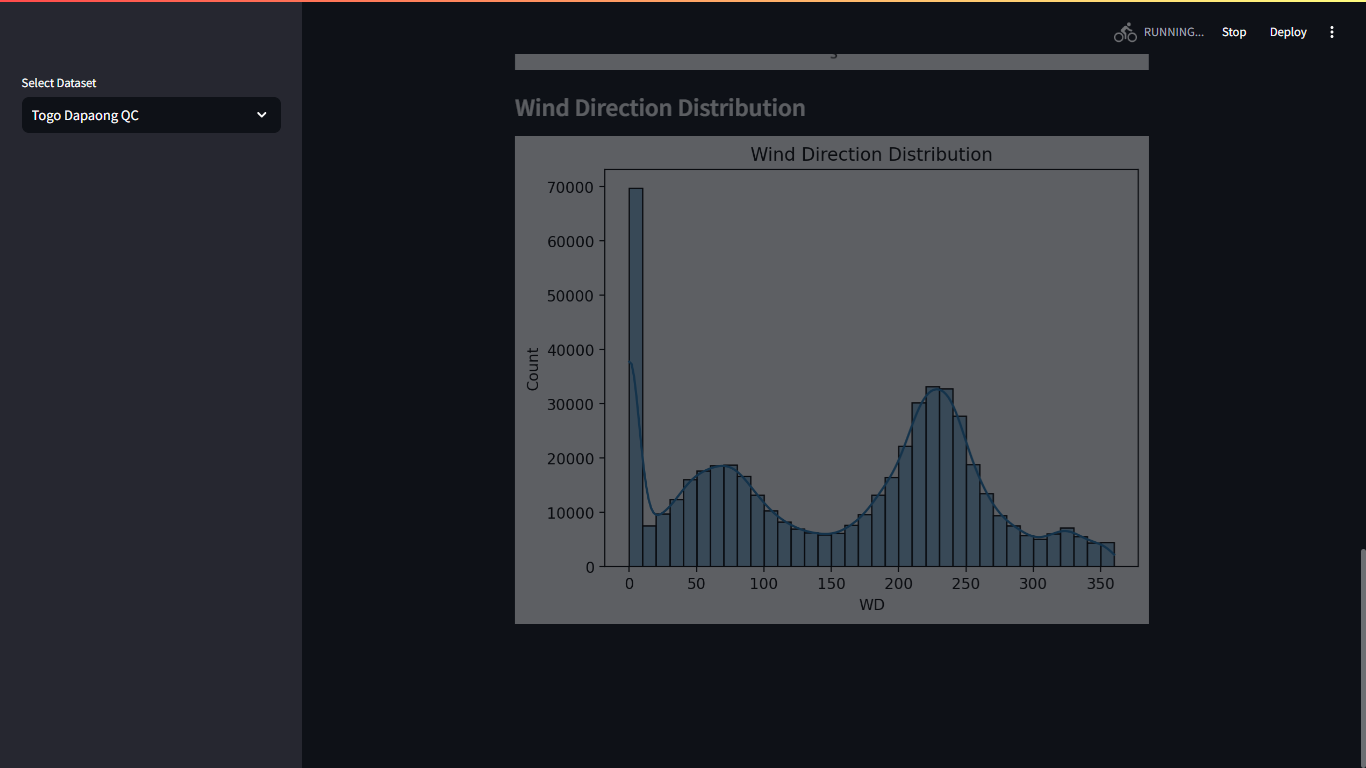 RUNNING...
Stop
Deploy
Select Dataset
Togo Dapaong QC
Wind Direction Distribution
Wind Direction Distribution
70000
60000
50000
40000
30000
20000
10000
0
Count
0 50 100 150 200 250 300 350
WD